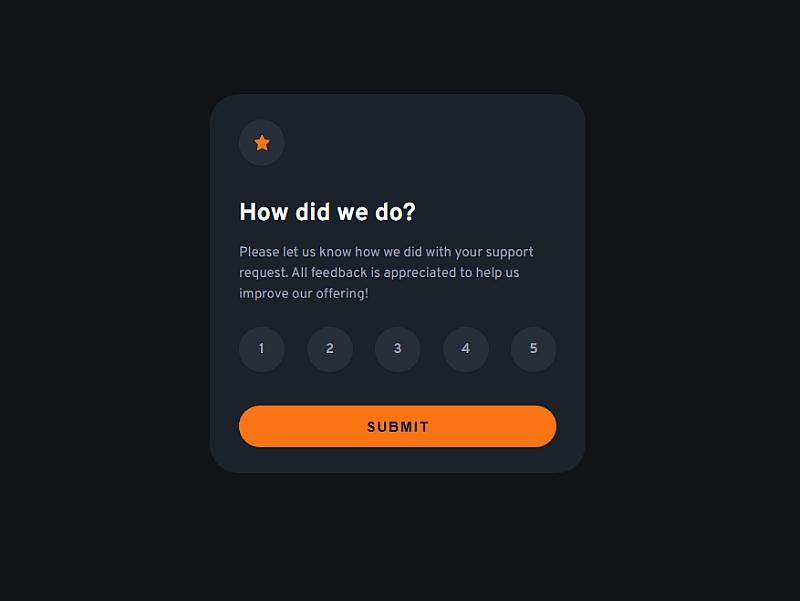 How did we do?
Please let us know how we did with your support
request. All feedback is appreciated to help us
improve our offering!
1 2 3 4 5
SUBMIT